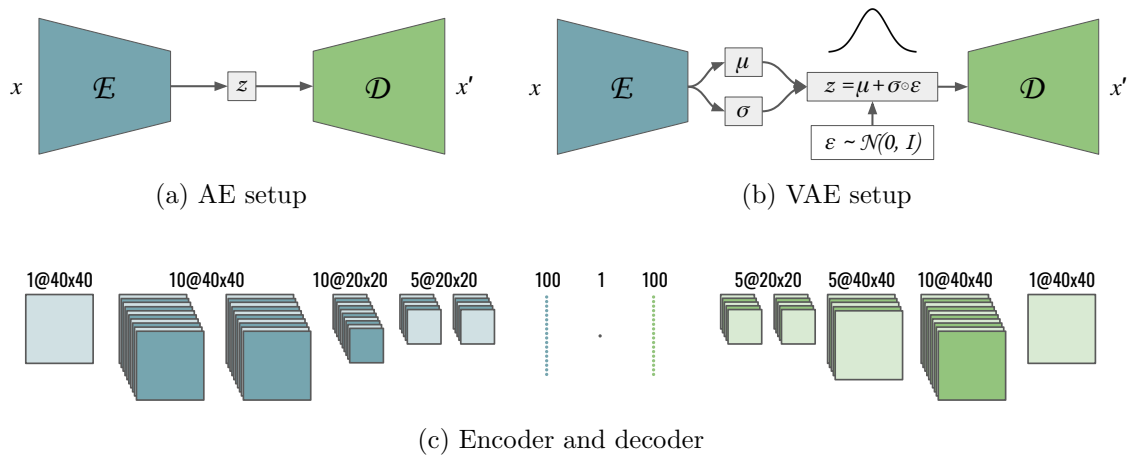 x
ℰ
z
𝒟
x′
(a) AE setup
x
ℰ
μ
σ
z = μ + σ∘ε
ε ~ 𝒩(0, I)
𝒟
x′
(b) VAE setup
1@40x40 10@40x40 10@20x20 5@20x20 100 1 100 5@20x20 5@40x40 10@40x40 1@40x40
(c) Encoder and decoder